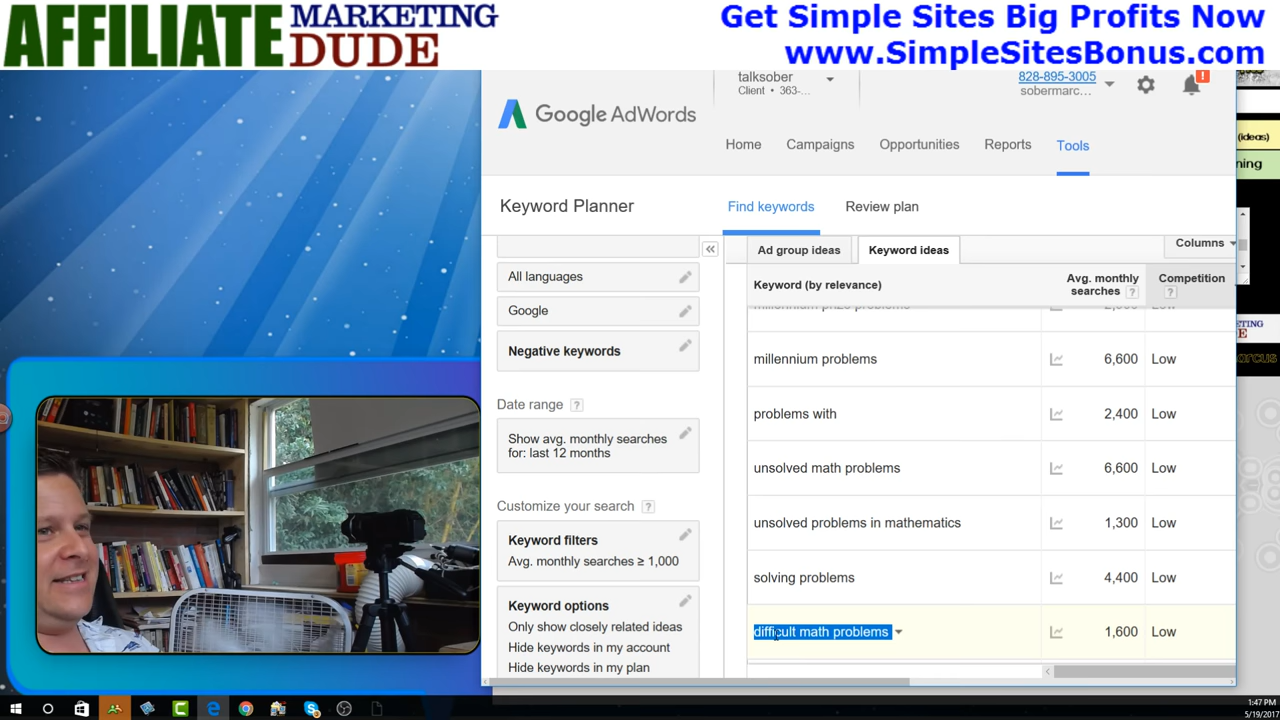 AFFILIATE MARKETING DUDE
Get Simple Sites Big Profits Now
www.SimpleSitesBonus.com
talksober
Client • 363-...
828-895-3005
sobermarc...
!
Google AdWords
Home Campaigns Opportunities Reports Tools
Keyword Planner
Find keywords Review plan
(ideas)
ning
All languages
Google
Negative keywords
Date range ?
Show avg. monthly searches
for: last 12 months
Customize your search ?
Keyword filters
Avg. monthly searches ≥ 1,000
Keyword options
Only show closely related ideas
Hide keywords in my account
Hide keywords in my plan
Ad group ideas Keyword ideas Columns
Keyword (by relevance) Avg. monthly searches ? Competition ?
millennium problems 6,600 Low
problems with 2,400 Low
unsolved math problems 6,600 Low
unsolved problems in mathematics 1,300 Low
solving problems 4,400 Low
difficult math problems 1,600 Low
1:47 PM
5/19/2017